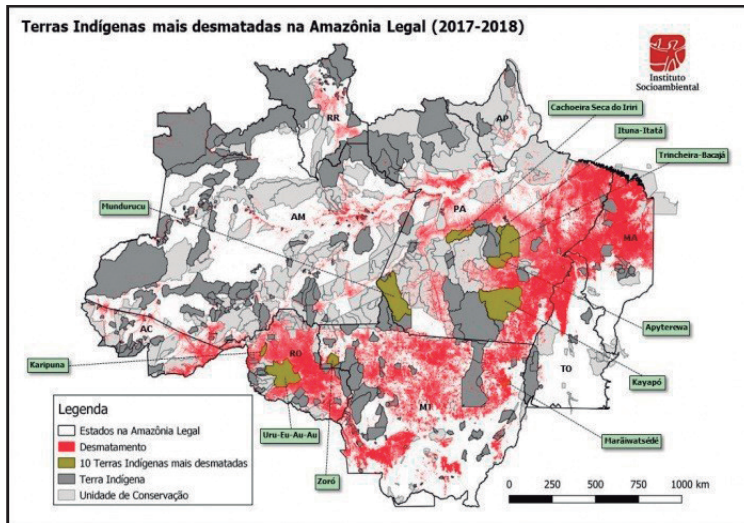 Terras Indígenas mais desmatadas na Amazônia Legal (2017-2018)
Instituto
Socioambiental
Cachoeira Seca do Iriri
RR
AP
Ituna-Itatá
Trincheira-Bacajá
Mundurucu
AM
PA
MA
AC
Apyterewa
Karipuna
RO
TO
Kayapó
MT
Legenda
Estados na Amazônia Legal
Desmatamento
10 Terras Indígenas mais desmatadas
Terra Indígena
Unidade de Conservação
Uru-Eu-Au-Au
Marãiwatsédé
Zoró
0 250 500 750 1000 km